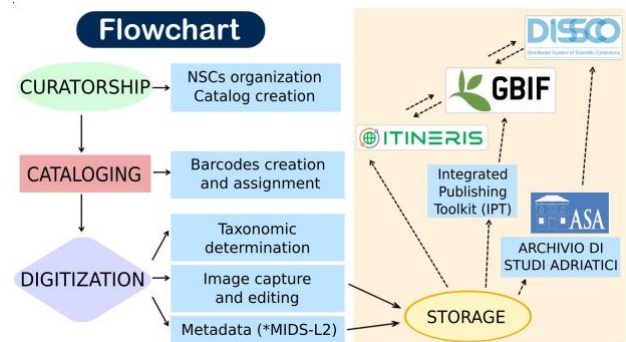 Flowchart
CURATORSHIP
NSCs organization
Catalog creation
CATALOGING
Barcodes creation
and assignment
DIGITIZATION
Taxonomic
determination
Image capture
and editing
Metadata (*MIDS-L2)
DiSSCo
Distributed System of Scientific Collections
GBIF
ITINERIS
Integrated
Publishing
Toolkit (IPT)
ASA
ARCHIVIO DI
STUDI ADRIATICI
STORAGE